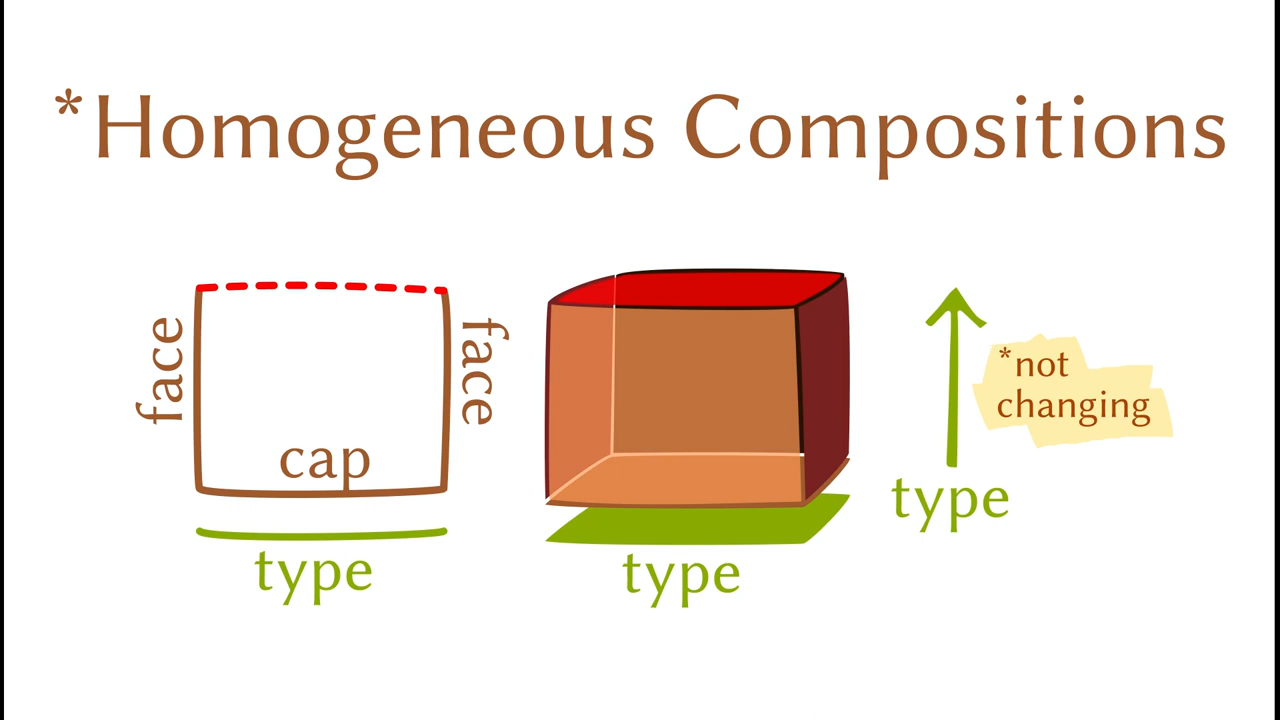 *Homogeneous Compositions
face
cap
face
type
type
type
*not
changing